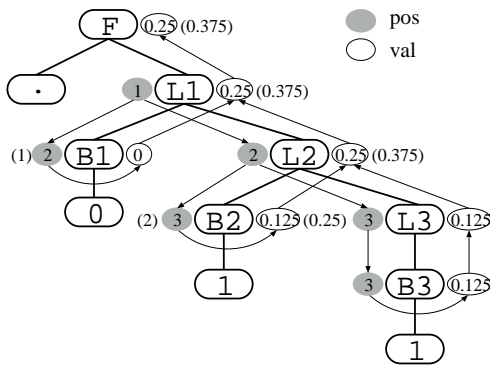 F 0.25 (0.375) pos
val
. 1 L1 0.25 (0.375)
(1) 2 B1 0 2 L2 0.25 (0.375)
0 (2) 3 B2 0.125 (0.25) 3 L3 0.125
1 3 B3 0.125
1